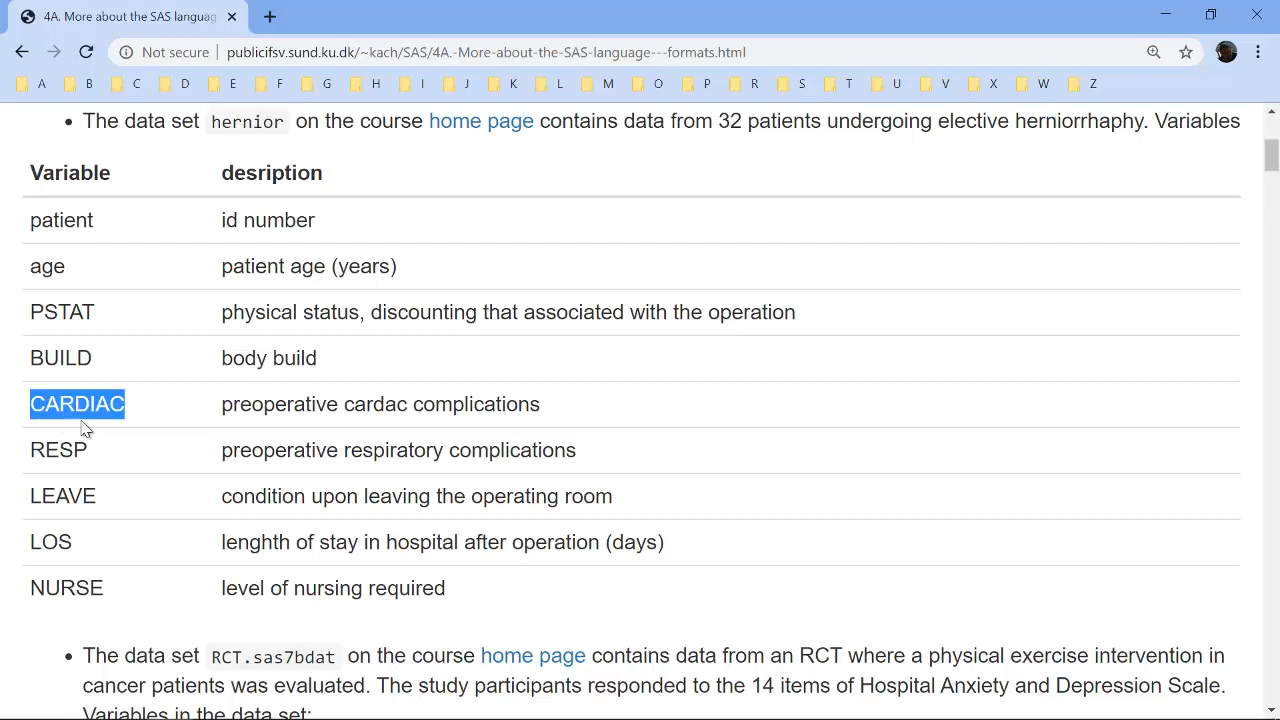 4A. More about the SAS languag
Not secure | publicifsv.sund.ku.dk/~kach/SAS/4A.-More-about-the-SAS-language---formats.html
A B C D E F G H I J K L M O P R S T U V X W Z
• The data set hernior on the course home page contains data from 32 patients undergoing elective herniorrhaphy. Variables
Variable desription
patient id number
age patient age (years)
PSTAT physical status, discounting that associated with the operation
BUILD body build
CARDIAC preoperative cardac complications
RESP preoperative respiratory complications
LEAVE condition upon leaving the operating room
LOS lenghth of stay in hospital after operation (days)
NURSE level of nursing required
• The data set RCT.sas7bdat on the course home page contains data from an RCT where a physical exercise intervention in
cancer patients was evaluated. The study participants responded to the 14 items of Hospital Anxiety and Depression Scale.
Variables in the data set: